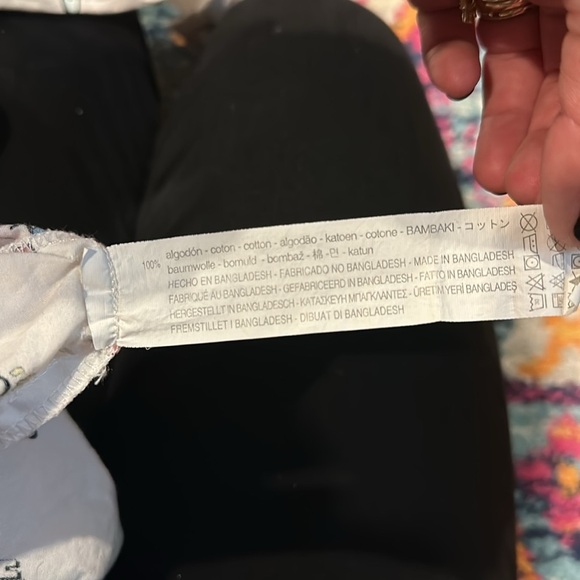 100% algodón - coton - cotton - algodão - katoen - cotone - ΒΑΜΒΑΚΙ - コットン
baumwolle - bomuld - bombaž - 棉 - 면 - katun
HECHO EN BANGLADESH - FABRICADO NO BANGLADESH - MADE IN BANGLADESH
FABRIQUÉ AU BANGLADESH - GEFABRICEERD IN BANGLADESH - FATTO IN BANGLADESH
HERGESTELLT IN BANGLADESCH - ΚΑΤΑΣΚΕΥΗ ΜΠΑΓΚΛΑΝΤΕΣ - ÜRETIM YERİ BANGLADEŞ
FREMSTILLET I BANGLADESH - DIBUAT DI BANGLADESH